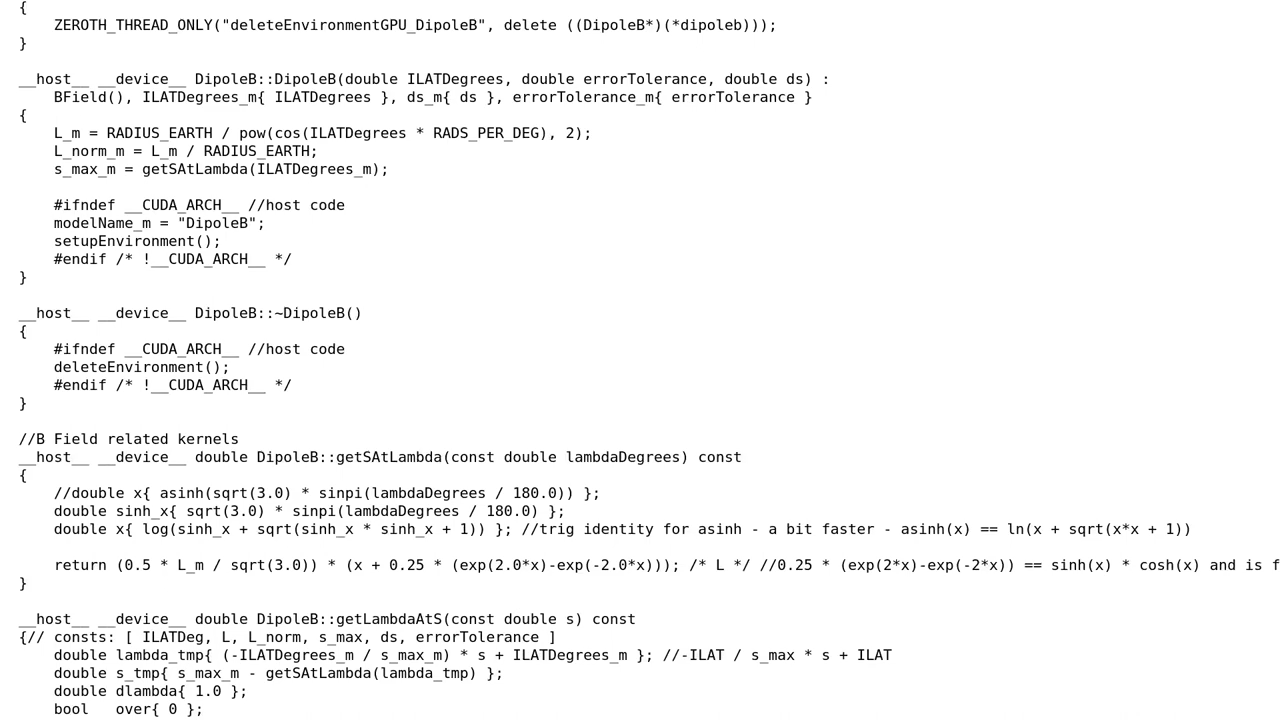 {
    ZEROTH_THREAD_ONLY("deleteEnvironmentGPU_DipoleB", delete ((DipoleB*)(*dipoleb)));
}
__host__ __device__ DipoleB::DipoleB(double ILATDegrees, double errorTolerance, double ds) :
    BField(), ILATDegrees_m{ ILATDegrees }, ds_m{ ds }, errorTolerance_m{ errorTolerance }
{
    L_m = RADIUS_EARTH / pow(cos(ILATDegrees * RADS_PER_DEG), 2);
    L_norm_m = L_m / RADIUS_EARTH;
    s_max_m = getSAtLambda(ILATDegrees_m);
    #ifndef __CUDA_ARCH__ //host code
    modelName_m = "DipoleB";
    setupEnvironment();
    #endif /* !__CUDA_ARCH__ */
}
__host__ __device__ DipoleB::~DipoleB()
{
    #ifndef __CUDA_ARCH__ //host code
    deleteEnvironment();
    #endif /* !__CUDA_ARCH__ */
}
//B Field related kernels
__host__ __device__ double DipoleB::getSAtLambda(const double lambdaDegrees) const
{
    //double x{ asinh(sqrt(3.0) * sinpi(lambdaDegrees / 180.0)) };
    double sinh_x{ sqrt(3.0) * sinpi(lambdaDegrees / 180.0) };
    double x{ log(sinh_x + sqrt(sinh_x * sinh_x + 1)) }; //trig identity for asinh - a bit faster - asinh(x) == ln(x + sqrt(x*x + 1))
    return (0.5 * L_m / sqrt(3.0)) * (x + 0.25 * (exp(2.0*x)-exp(-2.0*x))); /* L */ //0.25 * (exp(2*x)-exp(-2*x)) == sinh(x) * cosh(x) and is f
}
__host__ __device__ double DipoleB::getLambdaAtS(const double s) const
{// consts: [ ILATDeg, L, L_norm, s_max, ds, errorTolerance ]
    double lambda_tmp{ (-ILATDegrees_m / s_max_m) * s + ILATDegrees_m }; //-ILAT / s_max * s + ILAT
    double s_tmp{ s_max_m - getSAtLambda(lambda_tmp) };
    double dlambda{ 1.0 };
    bool   over{ 0 };